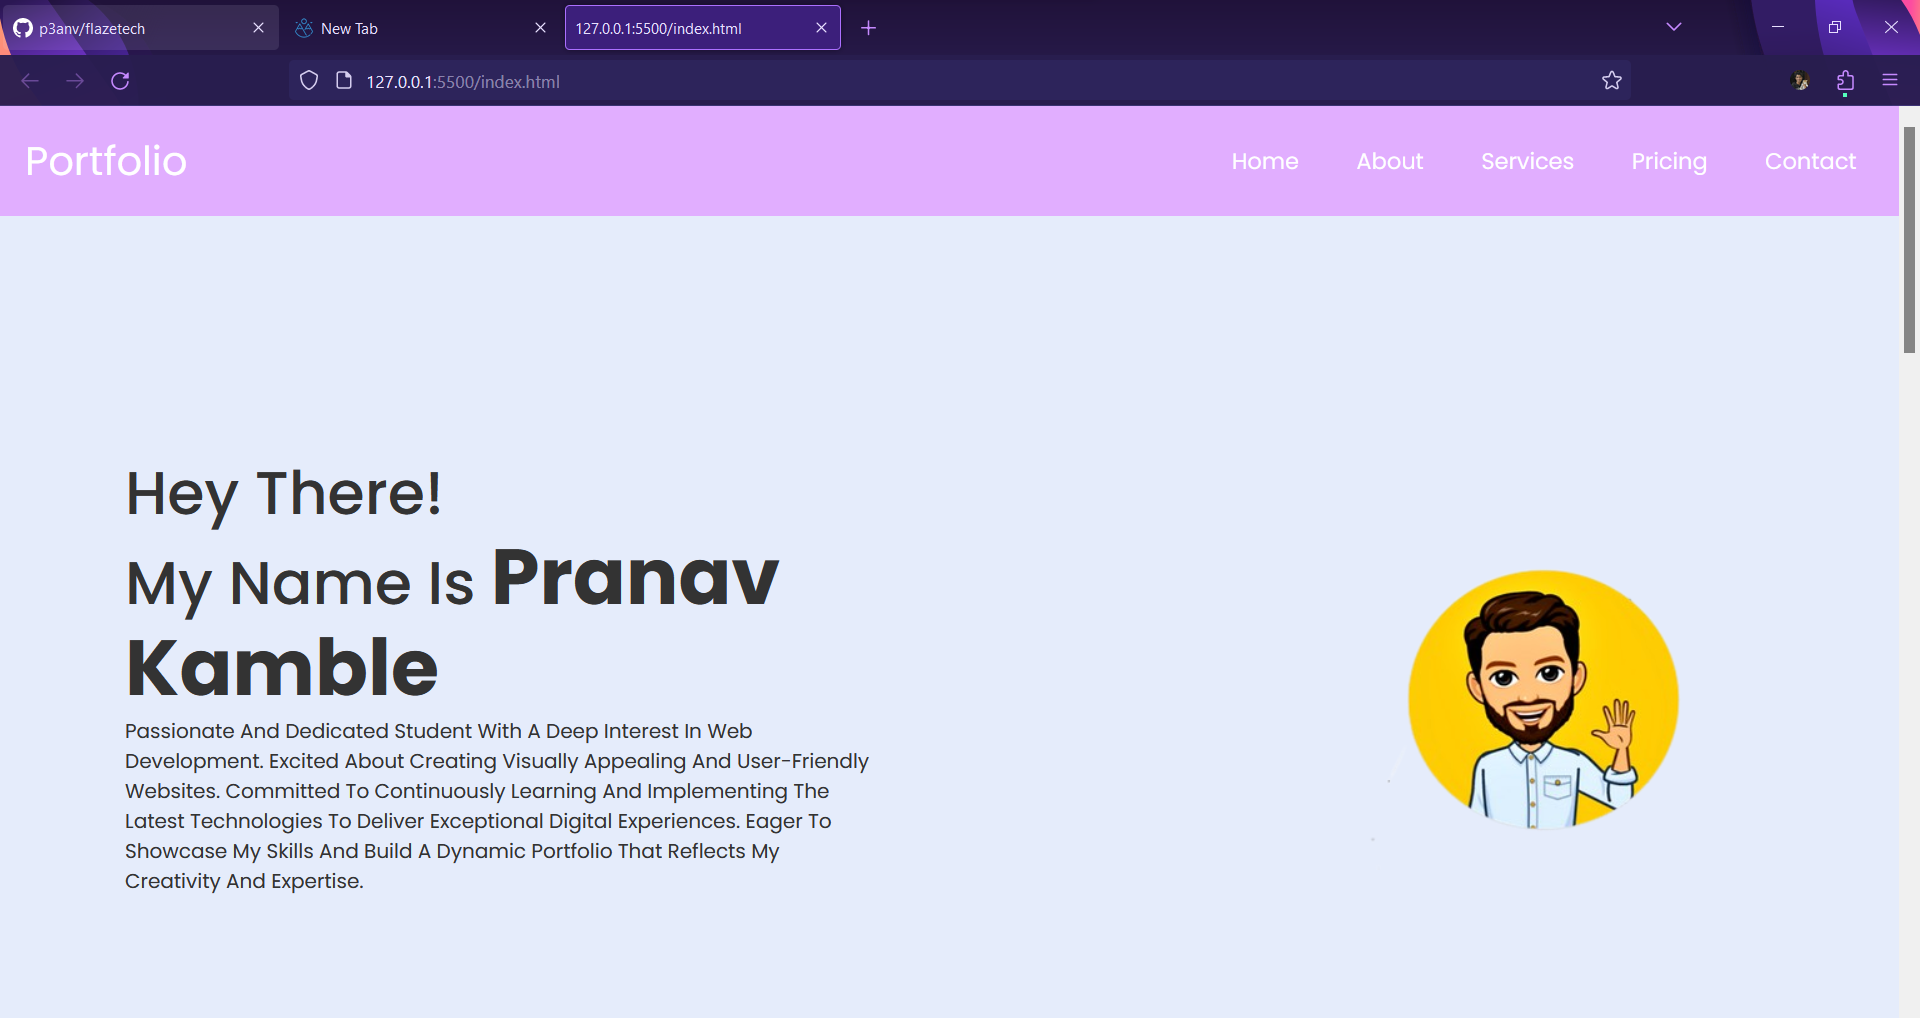 p3anv/flazetech
New Tab
127.0.0.1:5500/index.html
127.0.0.1:5500/index.html
Portfolio
Home About Services Pricing Contact
Hey There!
My Name Is Pranav
Kamble
Passionate And Dedicated Student With A Deep Interest In Web
Development. Excited About Creating Visually Appealing And User-Friendly
Websites. Committed To Continuously Learning And Implementing The
Latest Technologies To Deliver Exceptional Digital Experiences. Eager To
Showcase My Skills And Build A Dynamic Portfolio That Reflects My
Creativity And Expertise.